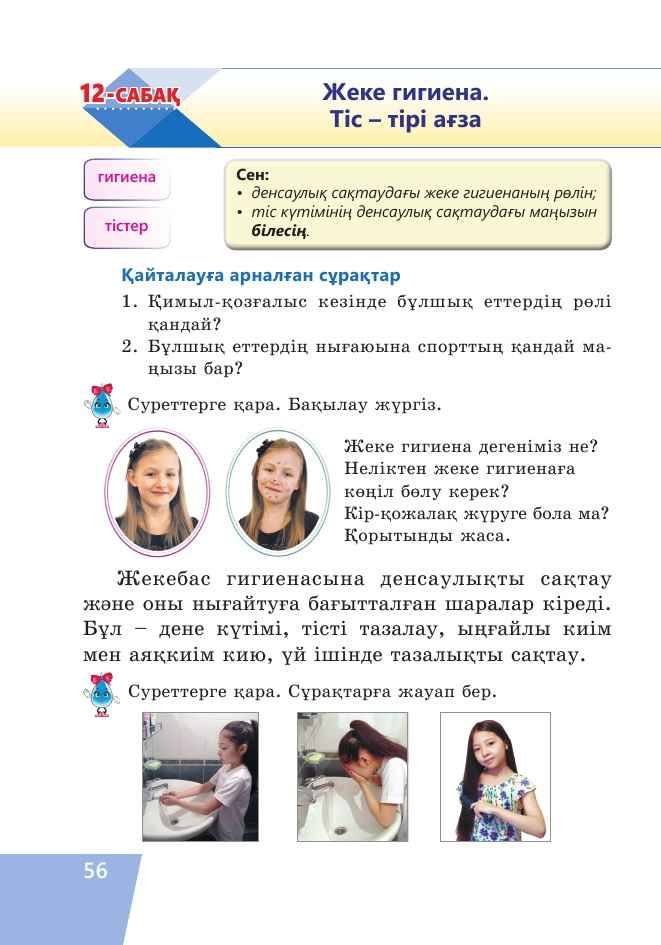 12-САБАҚ
Жеке гигиена.
Тіс – тірі ағза
гигиена
тістер
Сен:
• денсаулық сақтаудағы жеке гигиенаның рөлін;
• тіс күтімінің денсаулық сақтаудағы маңызын
білесің.
Қайталауға арналған сұрақтар
1. Қимыл-қозғалыс кезінде бұлшық еттердің рөлі
қандай?
2. Бұлшық еттердің нығаюына спорттың қандай ма-
ңызы бар?
Суреттерге қара. Бақылау жүргіз.
Жеке гигиена дегеніміз не?
Неліктен жеке гигиенаға
көңіл бөлу керек?
Кір-қожалақ жүруге бола ма?
Қорытынды жаса.
Жекебас гигиенасына денсаулықты сақтау
және оны нығайтуға бағытталған шаралар кіреді.
Бұл – дене күтімі, тісті тазалау, ыңғайлы киім
мен аяқкиім кию, үй ішінде тазалықты сақтау.
Суреттерге қара. Сұрақтарға жауап бер.
56